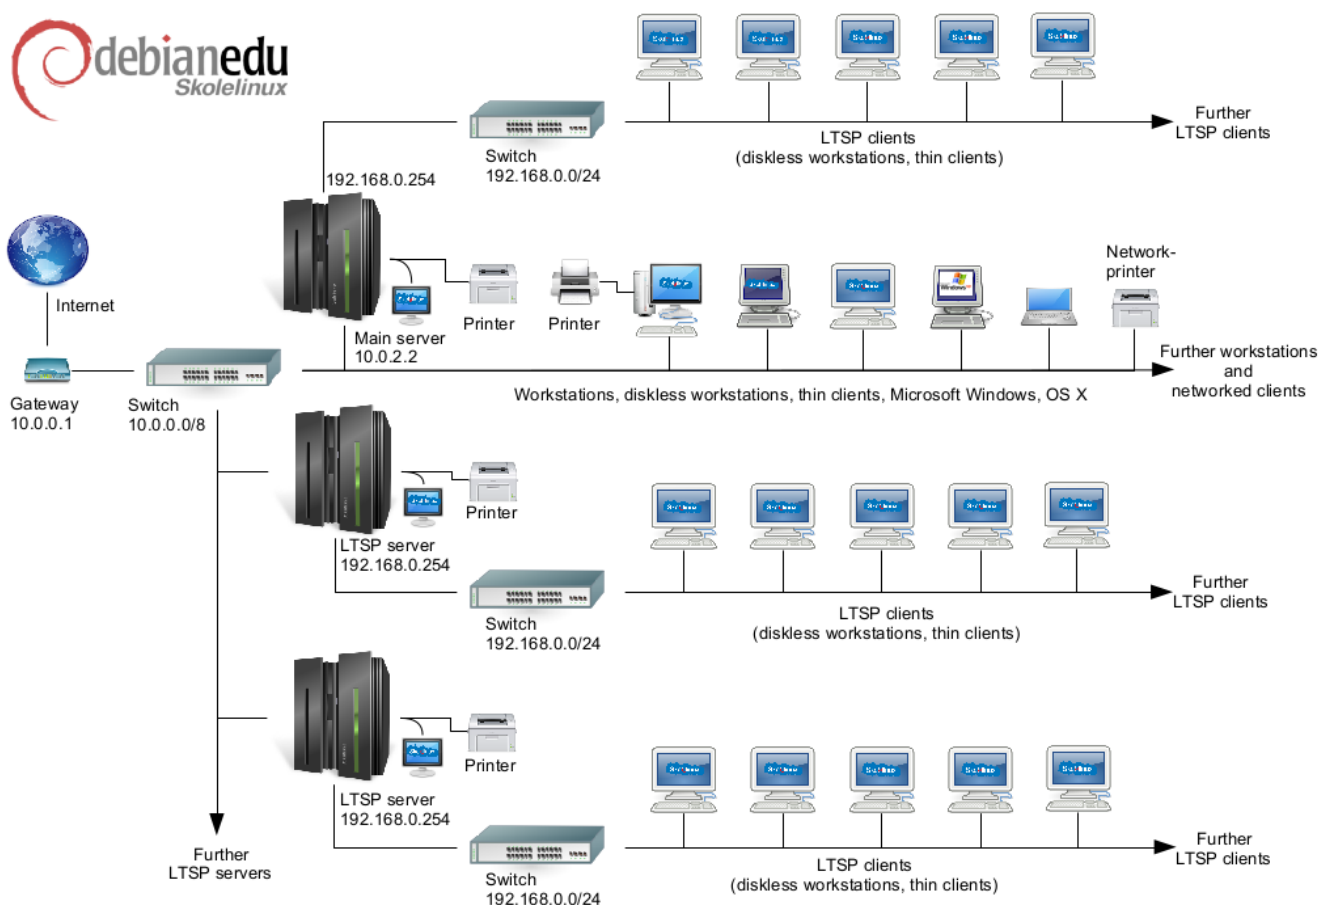 debianedu
Skolelinux
Further
LTSP clients
LTSP clients
(diskless workstations, thin clients)
Switch
192.168.0.0/24
192.168.0.254
Internet
Network-
printer
Printer
Printer
Main server
10.0.2.2
Windows
Further workstations
and
networked clients
Workstations, diskless workstations, thin clients, Microsoft Windows, OS X
Gateway
10.0.0.1
Switch
10.0.0.0/8
Printer
LTSP server
192.168.0.254
Switch
192.168.0.0/24
LTSP clients
(diskless workstations, thin clients)
Further
LTSP clients
Printer
LTSP server
192.168.0.254
Further
LTSP servers
Switch
192.168.0.0/24
LTSP clients
(diskless workstations, thin clients)
Further
LTSP clients